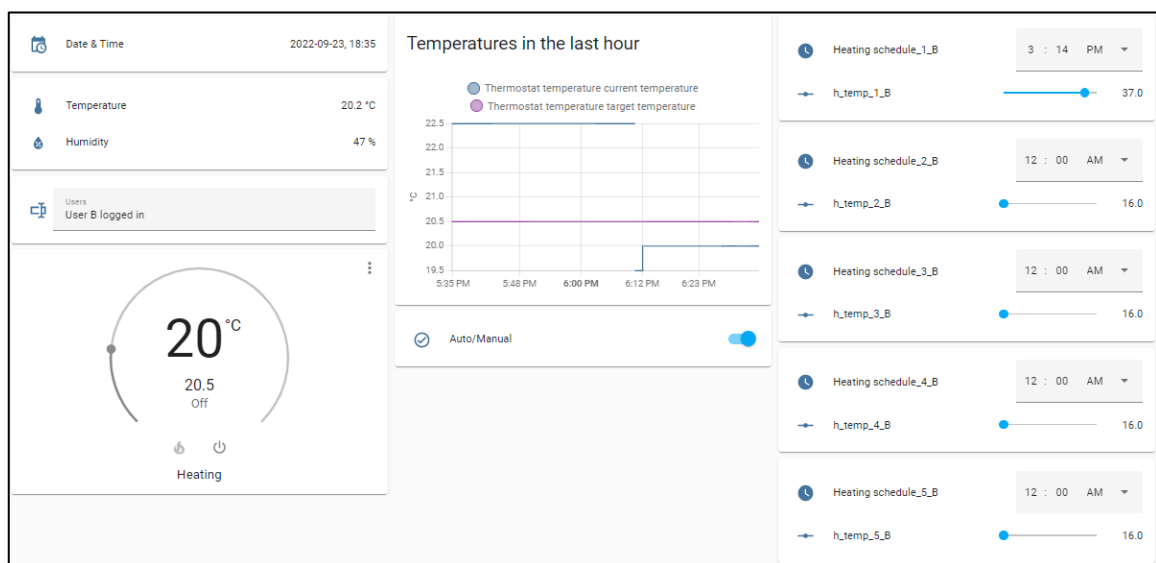 Date & Time 2022-09-23, 18:35
Temperature 20.2 °C
Humidity 47 %
Users
User B logged in
20 °C
20.5
Off
Heating
Temperatures in the last hour
Thermostat temperature current temperature
Thermostat temperature target temperature
°C
22.5
22.0
21.5
21.0
20.5
20.0
19.5
5:35 PM 5:48 PM 6:00 PM 6:12 PM 6:23 PM
Auto/Manual
Heating schedule_1_B 3 : 14 PM
h_temp_1_B 37.0
Heating schedule_2_B 12 : 00 AM
h_temp_2_B 16.0
Heating schedule_3_B 12 : 00 AM
h_temp_3_B 16.0
Heating schedule_4_B 12 : 00 AM
h_temp_4_B 16.0
Heating schedule_5_B 12 : 00 AM
h_temp_5_B 16.0